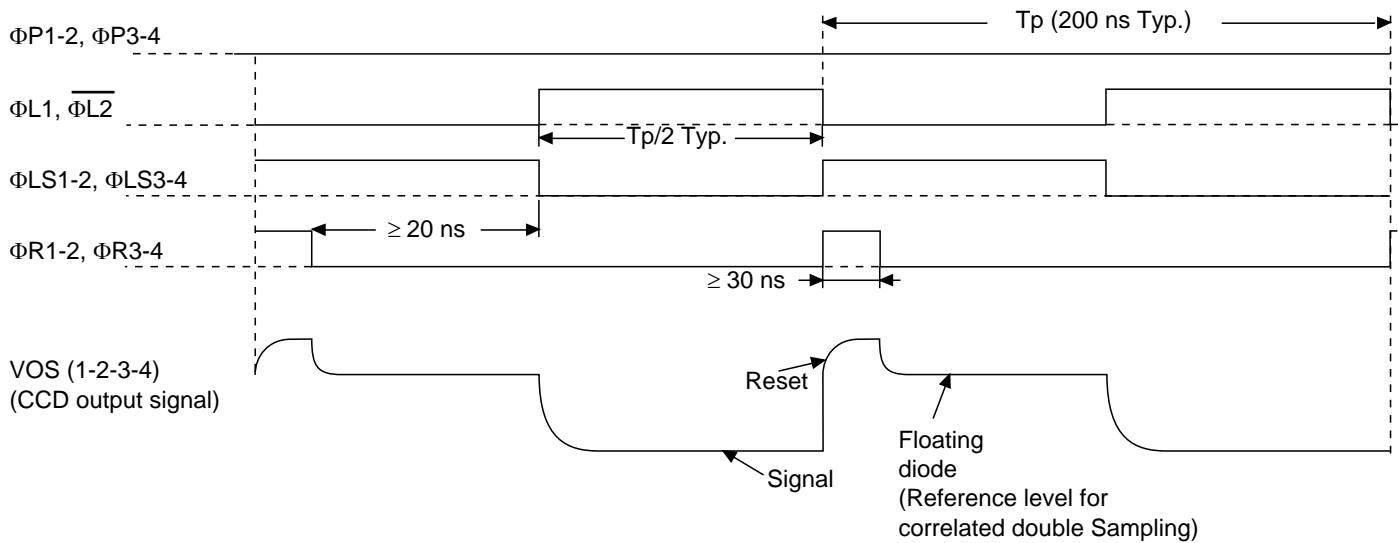 Tp (200 ns Typ.)
ΦP1-2, ΦP3-4
ΦL1, Φ̅L̅2̅
Tp/2 Typ.
ΦLS1-2, ΦLS3-4
≥ 20 ns
ΦR1-2, ΦR3-4
≥ 30 ns
VOS (1-2-3-4)
(CCD output signal)
Reset
Signal
Floating
diode
(Reference level for
correlated double Sampling)